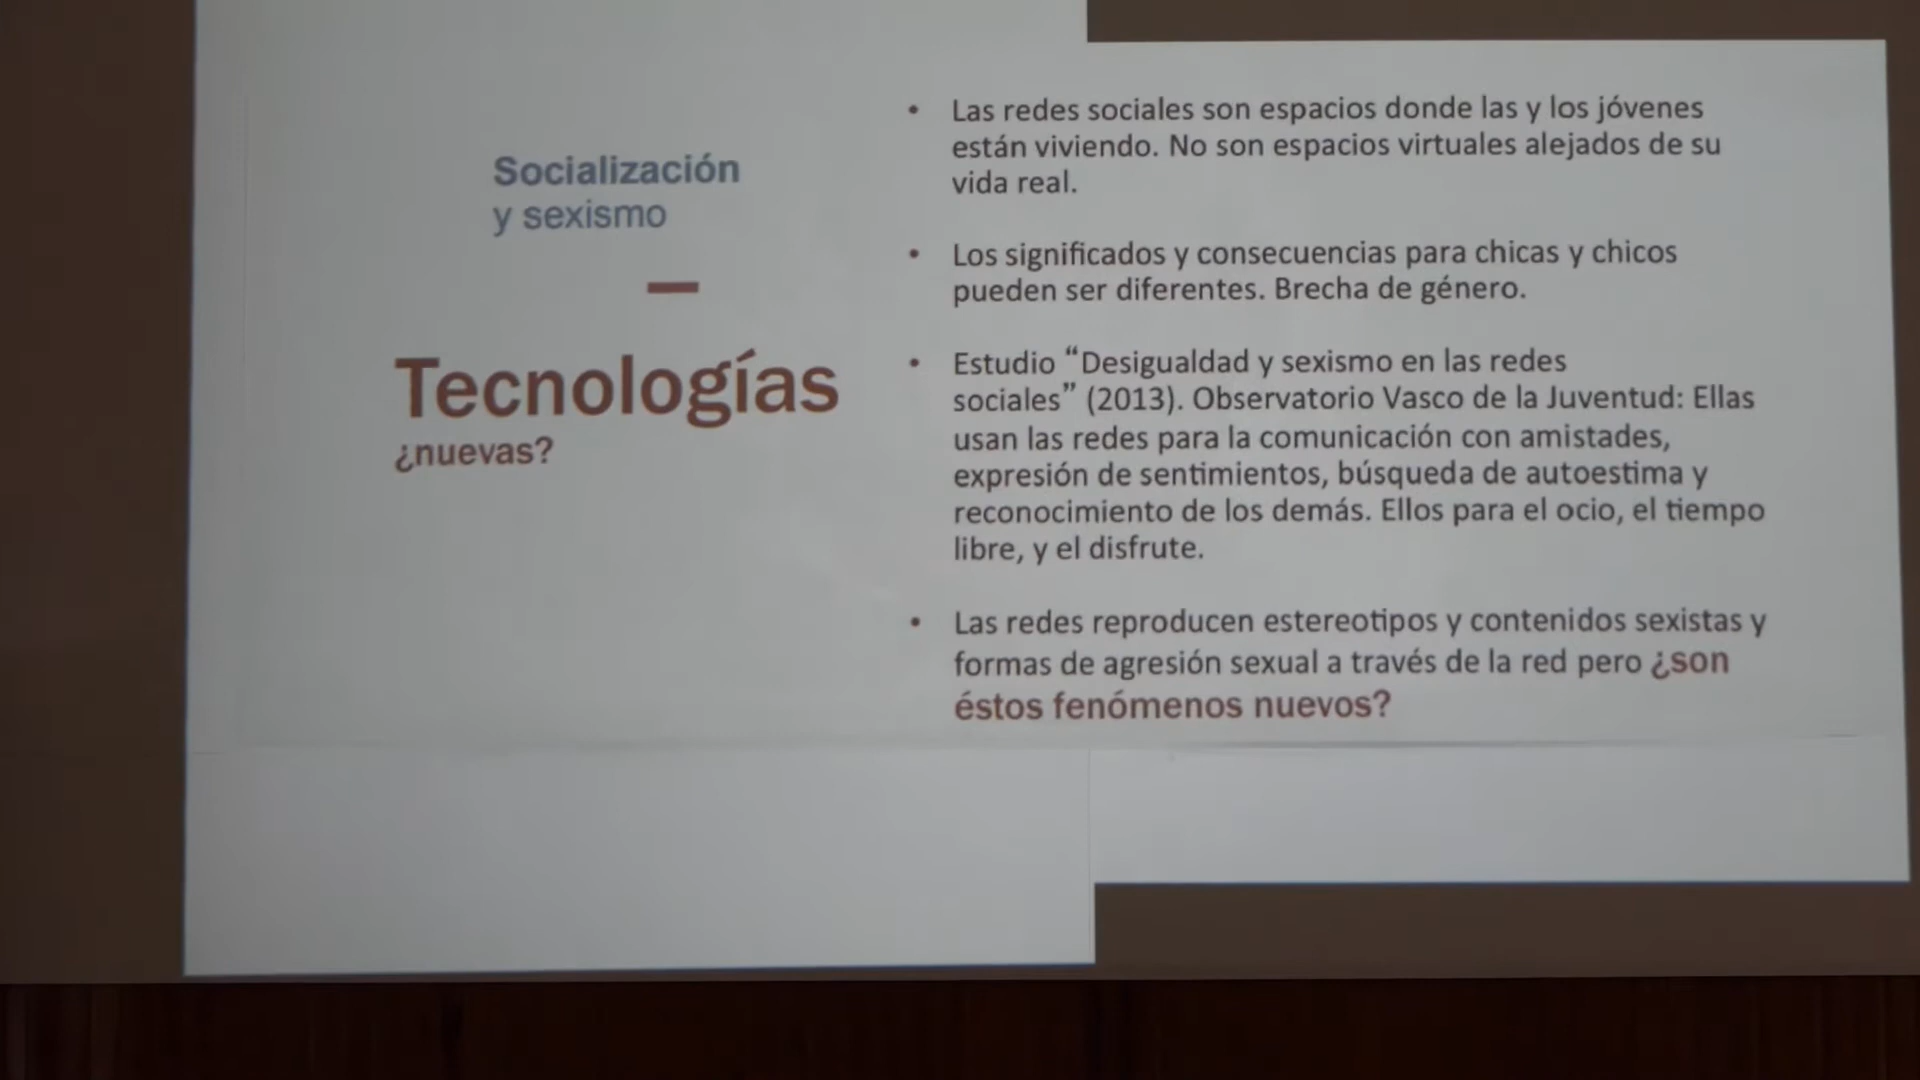 Socialización
y sexismo
Tecnologías
¿nuevas?
• Las redes sociales son espacios donde las y los jóvenes
están viviendo. No son espacios virtuales alejados de su
vida real.
• Los significados y consecuencias para chicas y chicos
pueden ser diferentes. Brecha de género.
• Estudio “Desigualdad y sexismo en las redes
sociales” (2013). Observatorio Vasco de la Juventud: Ellas
usan las redes para la comunicación con amistades,
expresión de sentimientos, búsqueda de autoestima y
reconocimiento de los demás. Ellos para el ocio, el tiempo
libre, y el disfrute.
• Las redes reproducen estereotipos y contenidos sexistas y
formas de agresión sexual a través de la red pero ¿son
éstos fenómenos nuevos?